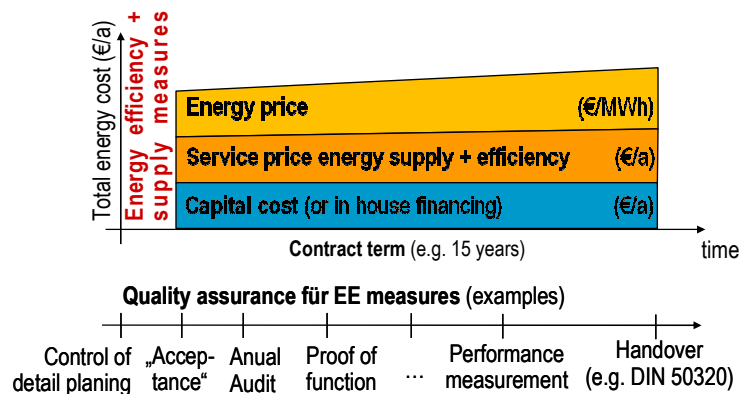 Total energy cost (€/a)
Energy efficiency +
supply measures
Energy price (€/MWh)
Service price energy supply + efficiency (€/a)
Capital cost (or in house financing) (€/a)
Contract term (e.g. 15 years)
time
Quality assurance für EE measures (examples)
Control of
detail planing
„Accep-
tance“
Anual
Audit
Proof of
function
...
Performance
measurement
Handover
(e.g. DIN 50320)